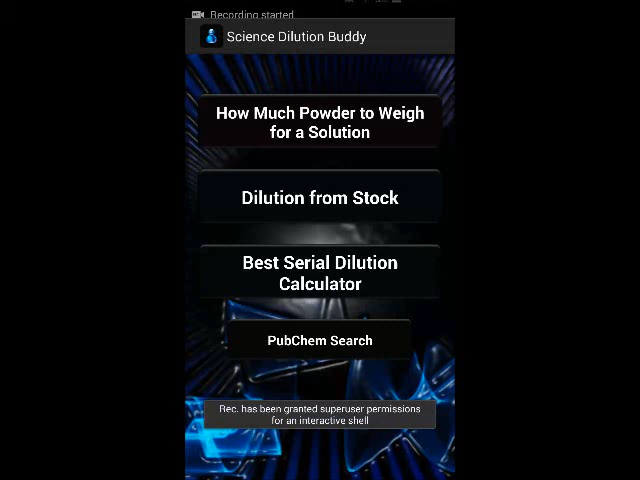 Recording started
Science Dilution Buddy
How Much Powder to Weigh
for a Solution
Dilution from Stock
Best Serial Dilution
Calculator
PubChem Search
Rec. has been granted superuser permissions
for an interactive shell